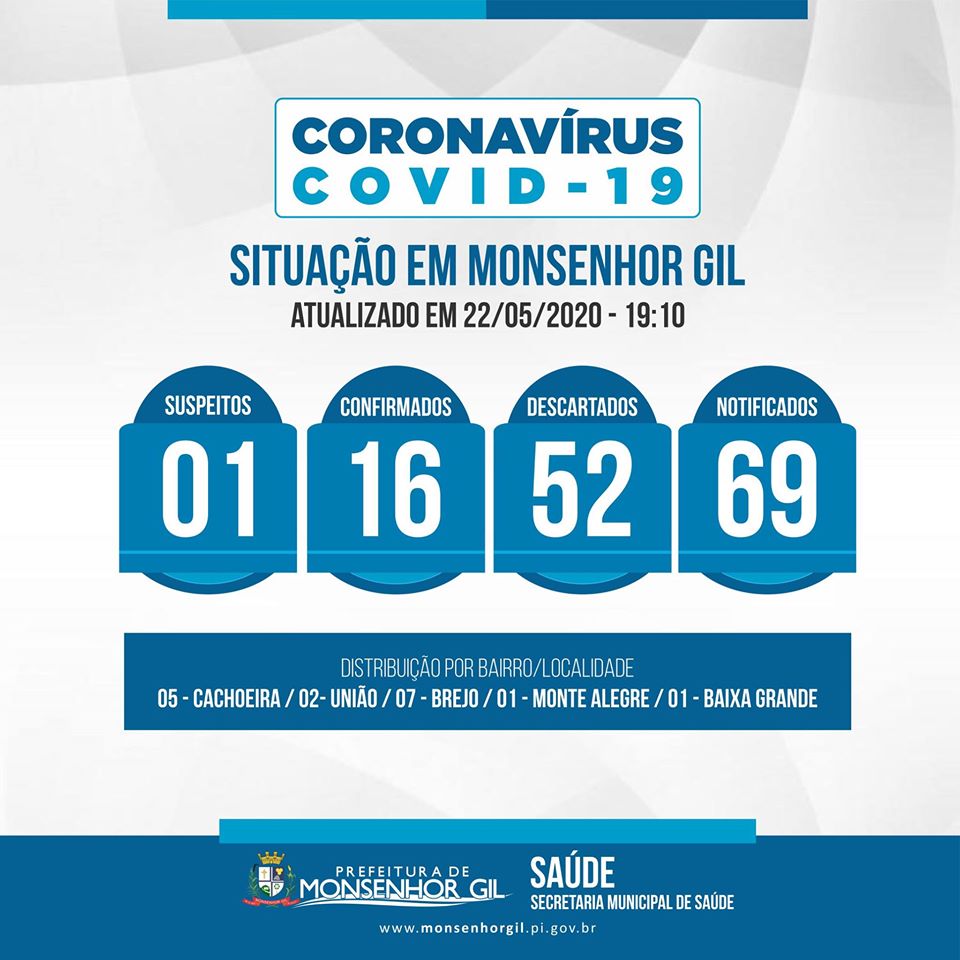 CORONAVÍRUS
COVID-19
SITUAÇÃO EM MONSENHOR GIL
ATUALIZADO EM 22/05/2020 - 19:10
SUSPEITOS
01
CONFIRMADOS
16
DESCARTADOS
52
NOTIFICADOS
69
DISTRIBUIÇÃO POR BAIRRO/LOCALIDADE
05 - CACHOEIRA / 02- UNIÃO / 07 - BREJO / 01 - MONTE ALEGRE / 01 - BAIXA GRANDE
PREFEITURA DE
MONSENHOR GIL
SAÚDE
SECRETARIA MUNICIPAL DE SAÚDE
www.monsenhorgil.pi.gov.br